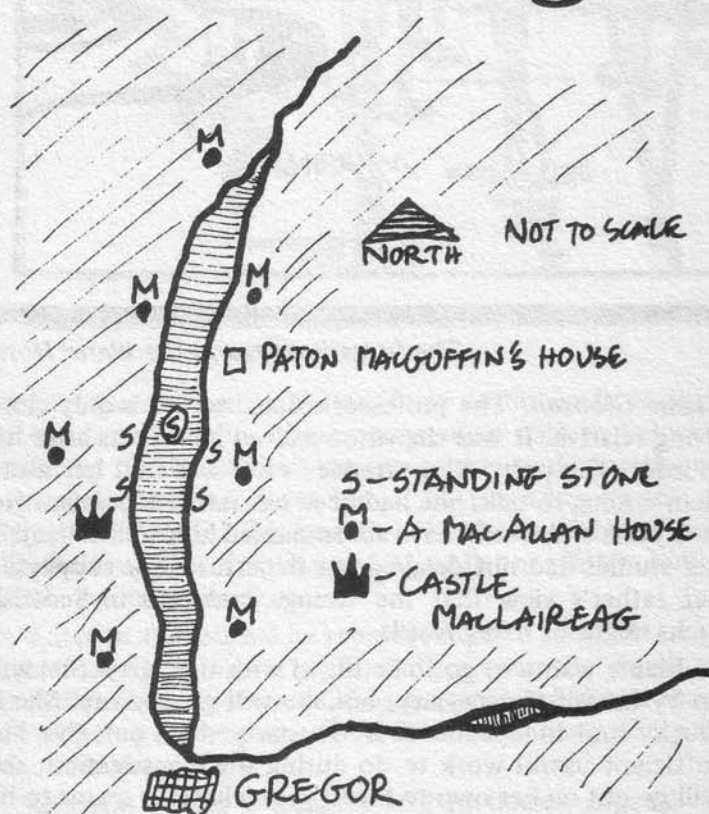 M
NORTH
NOT TO SCALE
M
M
PATON MACGUFFIN'S HOUSE
S
S
S
M
M
S
S
S-STANDING STONE
M - A MACALLAN HOUSE
- CASTLE
MACLAIREAG
M
M
GREGOR